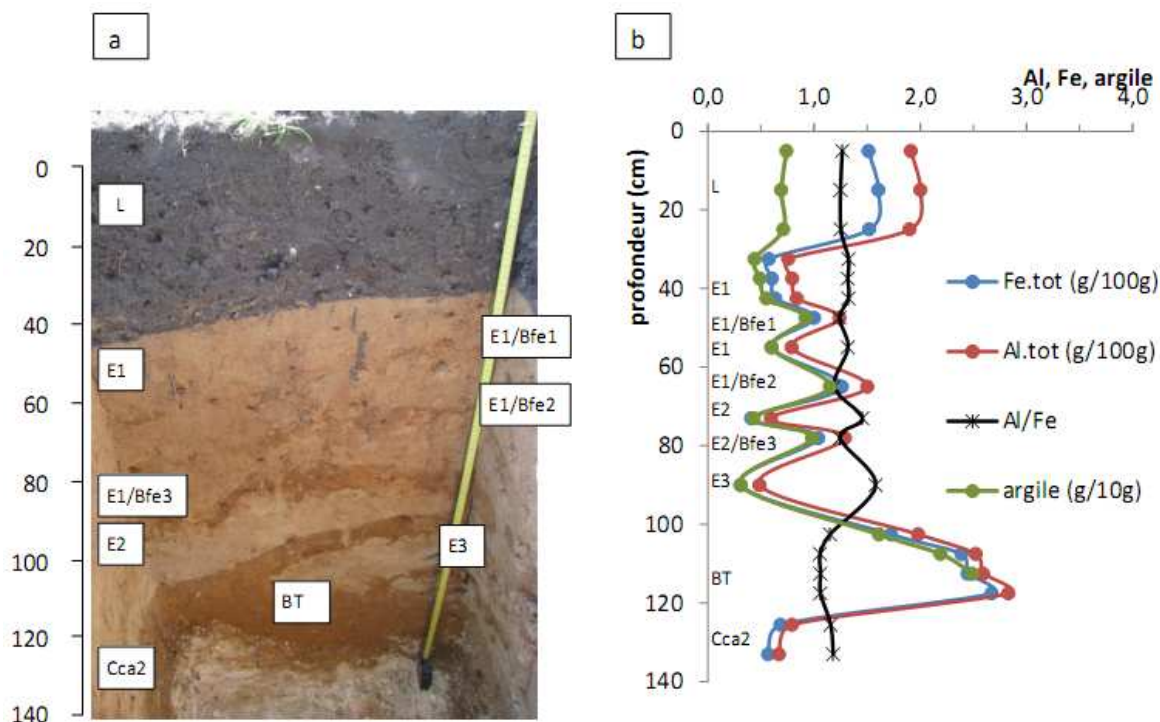 a
0
20
40
60
80
100
120
140
L
E1
E1/Bfe1
E1/Bfe2
E1/Bfe3
E2
E3
BT
Cca2
b
Al, Fe, argile
0,0 1,0 2,0 3,0 4,0
profondeur (cm)
0
20
40
60
80
100
120
140
L
E1
E1/Bfe1
E1
E1/Bfe2
E2
E2/Bfe3
E3
BT
Cca2
Fe.tot (g/100g)
Al.tot (g/100g)
Al/Fe
argile (g/10g)